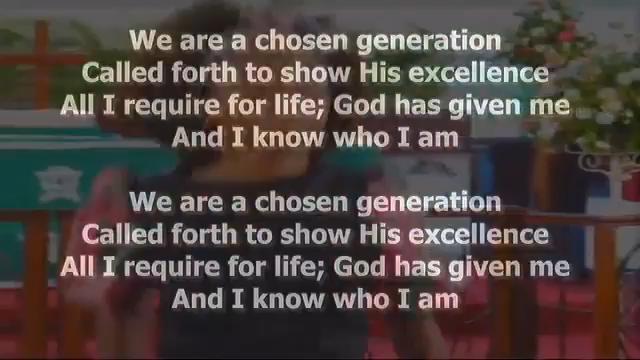 We are a chosen generation
Called forth to show His excellence
All I require for life; God has given me
And I know who I am
We are a chosen generation
Called forth to show His excellence
All I require for life; God has given me
And I know who I am